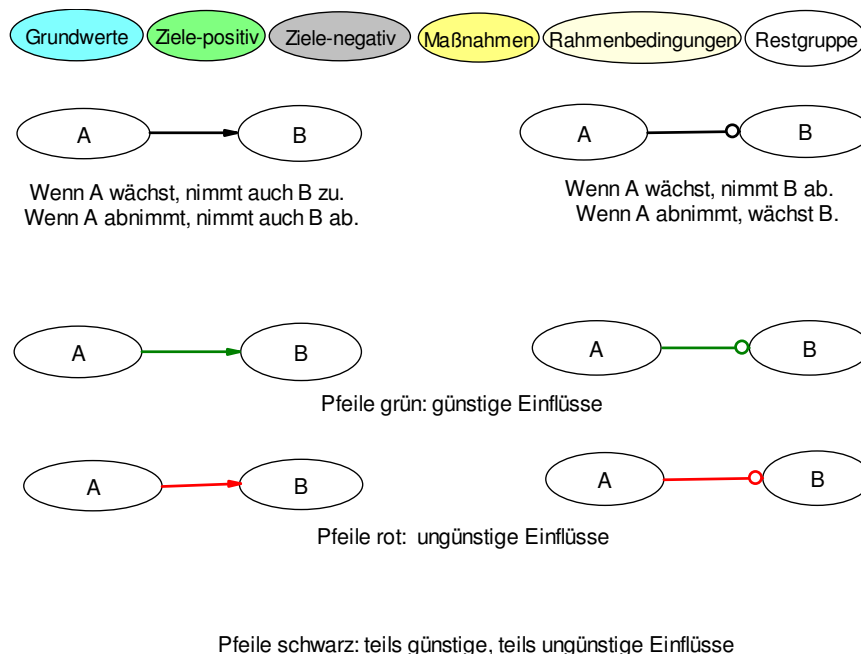 Grundwerte Ziele-positiv Ziele-negativ Maßnahmen Rahmenbedingungen Restgruppe
A B A B
Wenn A wächst, nimmt auch B zu.
Wenn A abnimmt, nimmt auch B ab.
Wenn A wächst, nimmt B ab.
Wenn A abnimmt, wächst B.
A B A B
Pfeile grün: günstige Einflüsse
A B A B
Pfeile rot: ungünstige Einflüsse
Pfeile schwarz: teils günstige, teils ungünstige Einflüsse